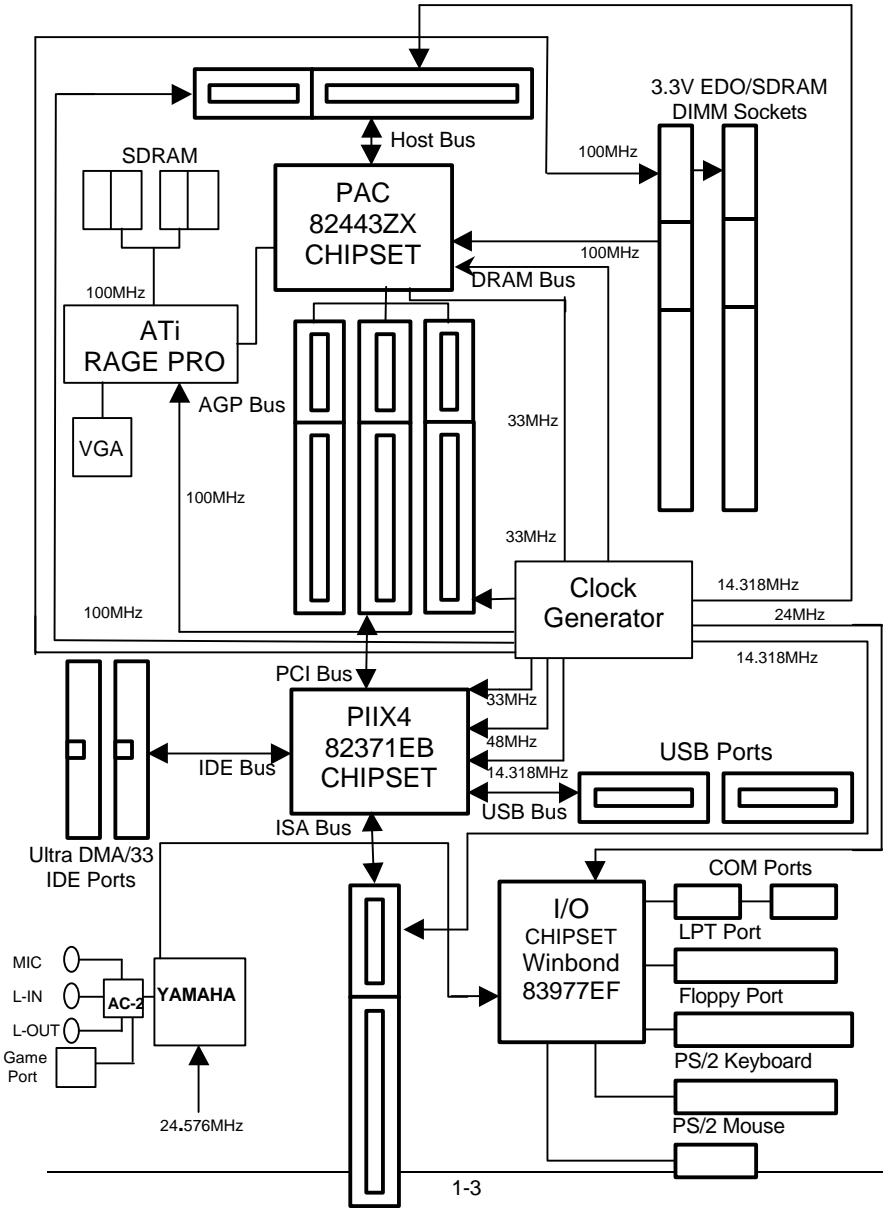 3.3V EDO/SDRAM
DIMM Sockets
Host Bus
SDRAM
100MHz
PAC
82443ZX
CHIPSET
100MHz
DRAM Bus
100MHz
ATi
RAGE PRO
AGP Bus
VGA
33MHz
100MHz
33MHz
Clock
Generator
14.318MHz
24MHz
14.318MHz
100MHz
PCI Bus
33MHz
PIIX4
82371EB
CHIPSET
48MHz
14.318MHz
IDE Bus
USB Ports
USB Bus
ISA Bus
Ultra DMA/33
IDE Ports
COM Ports
I/O
CHIPSET
Winbond
83977EF
LPT Port
Floppy Port
PS/2 Keyboard
PS/2 Mouse
MIC
L-IN
L-OUT
Game
Port
AC-2
YAMAHA
24.576MHz
1-3